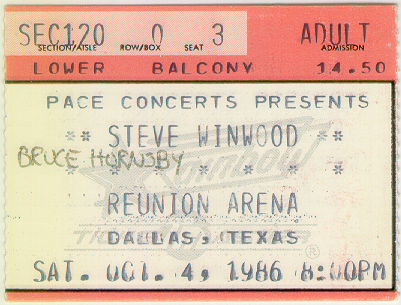 SEC120 0 3 ADULT
SECTION/AISLE ROW/BOX SEAT ADMISSION
LOWER BALCONY 14.50
PACE CONCERTS PRESENTS
** STEVE WINWOOD **
BRUCE HORNSBY
* * * * *
REUNION ARENA
DALLAS, TEXAS
SAT. OCT. 4, 1986 8:00PM